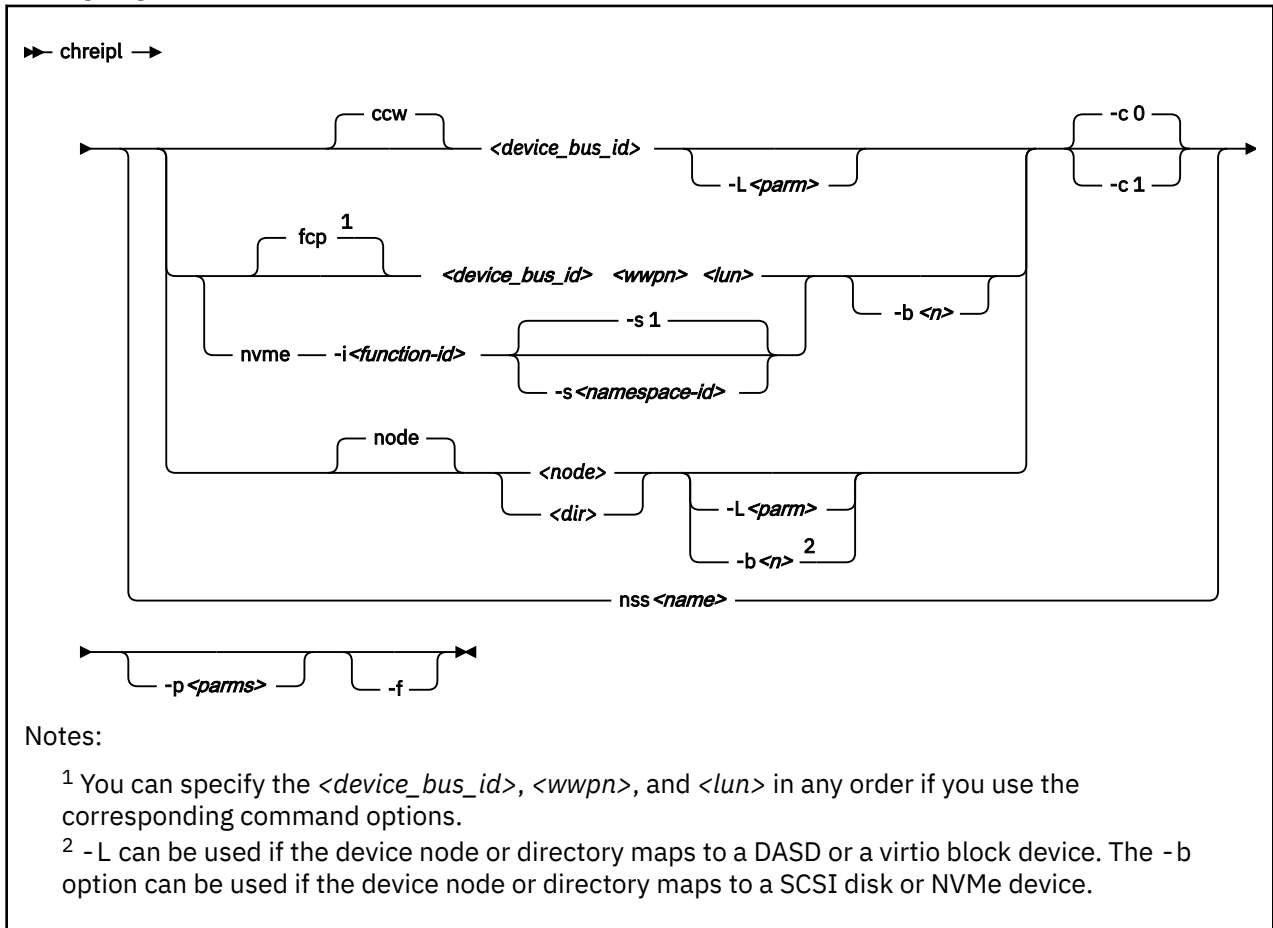 chreipl
ccw
-c 0
<device_bus_id>
-L <parm>
-c 1
fcp 1
<device_bus_id> <wwpn> <lun>
-s 1
-b <n>
nvme -i <function-id>
-s <namespace-id>
node
<node>
<dir>
-L <parm>
-b <n> 2
nss <name>
-p <parms>
-f
Notes:
1 You can specify the <device_bus_id>, <wwpn>, and <lun> in any order if you use the
corresponding command options.
2 -L can be used if the device node or directory maps to a DASD or a virtio block device. The -b
option can be used if the device node or directory maps to a SCSI disk or NVMe device.